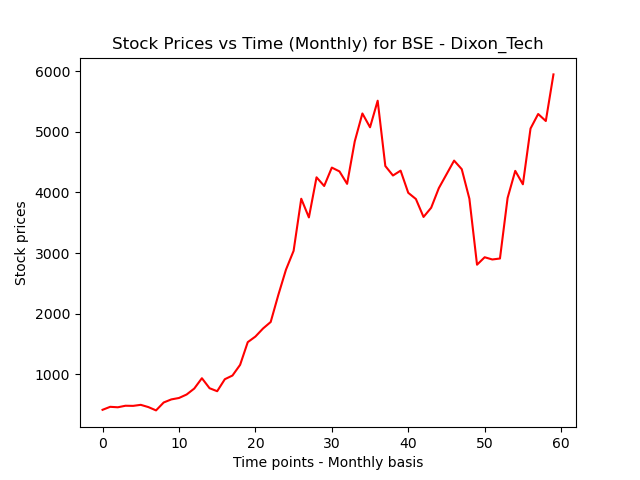 Stock Prices vs Time (Monthly) for BSE - Dixon_Tech
6000
5000
4000
3000
2000
1000
Stock prices
0 10 20 30 40 50 60
Time points - Monthly basis